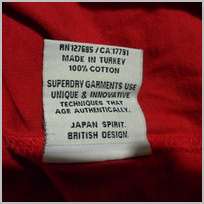 RN127685/CA17791
MADE IN TURKEY
100% COTTON
SUPERDRY GARMENTS USE
UNIQUE & INNOVATIVE
TECHNIQUES THAT
AGE AUTHENTICALLY.
JAPAN SPIRIT.
BRITISH DESIGN.